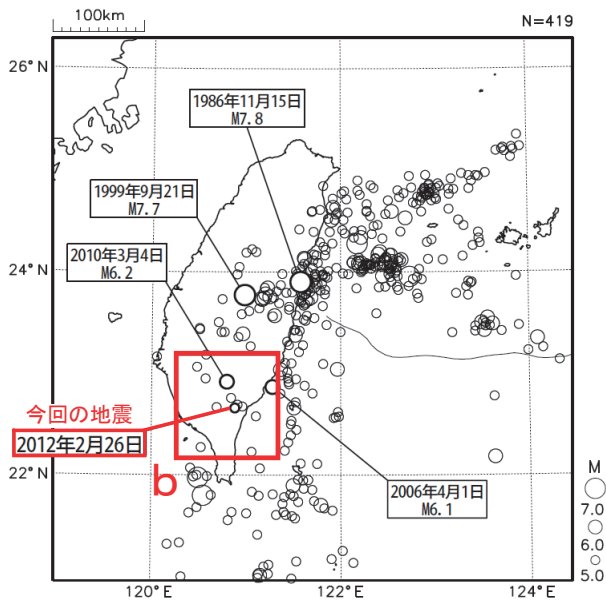 100km
N=419
26°N
1986年11月15日
M7.8
1999年9月21日
M7.7
2010年3月4日
M6.2
24°N
今回の地震
2012年2月26日
b
22°N
2006年4月1日
M6.1
M
7.0
6.0
5.0
120°E
122°E
124°E